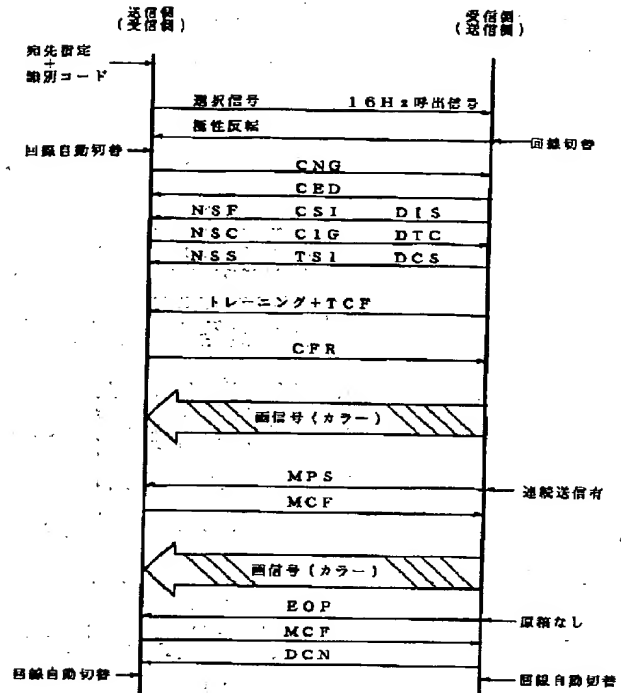 送信側
(受信側)
受信側
(送信側)
宛先指定
+
識別コード
選択信号 16Hz呼出信号
極性反転
回線自動切替
回線切替
CNG
CED
NSF CSI DIS
NSC CIG DTC
NSS TSI DCS
トレーニング+TCF
CFR
画信号(カラー)
MPS
連続送信有
MCF
画信号(カラー)
EOP
原稿なし
MCF
DCN
回線自動切替
回線自動切替